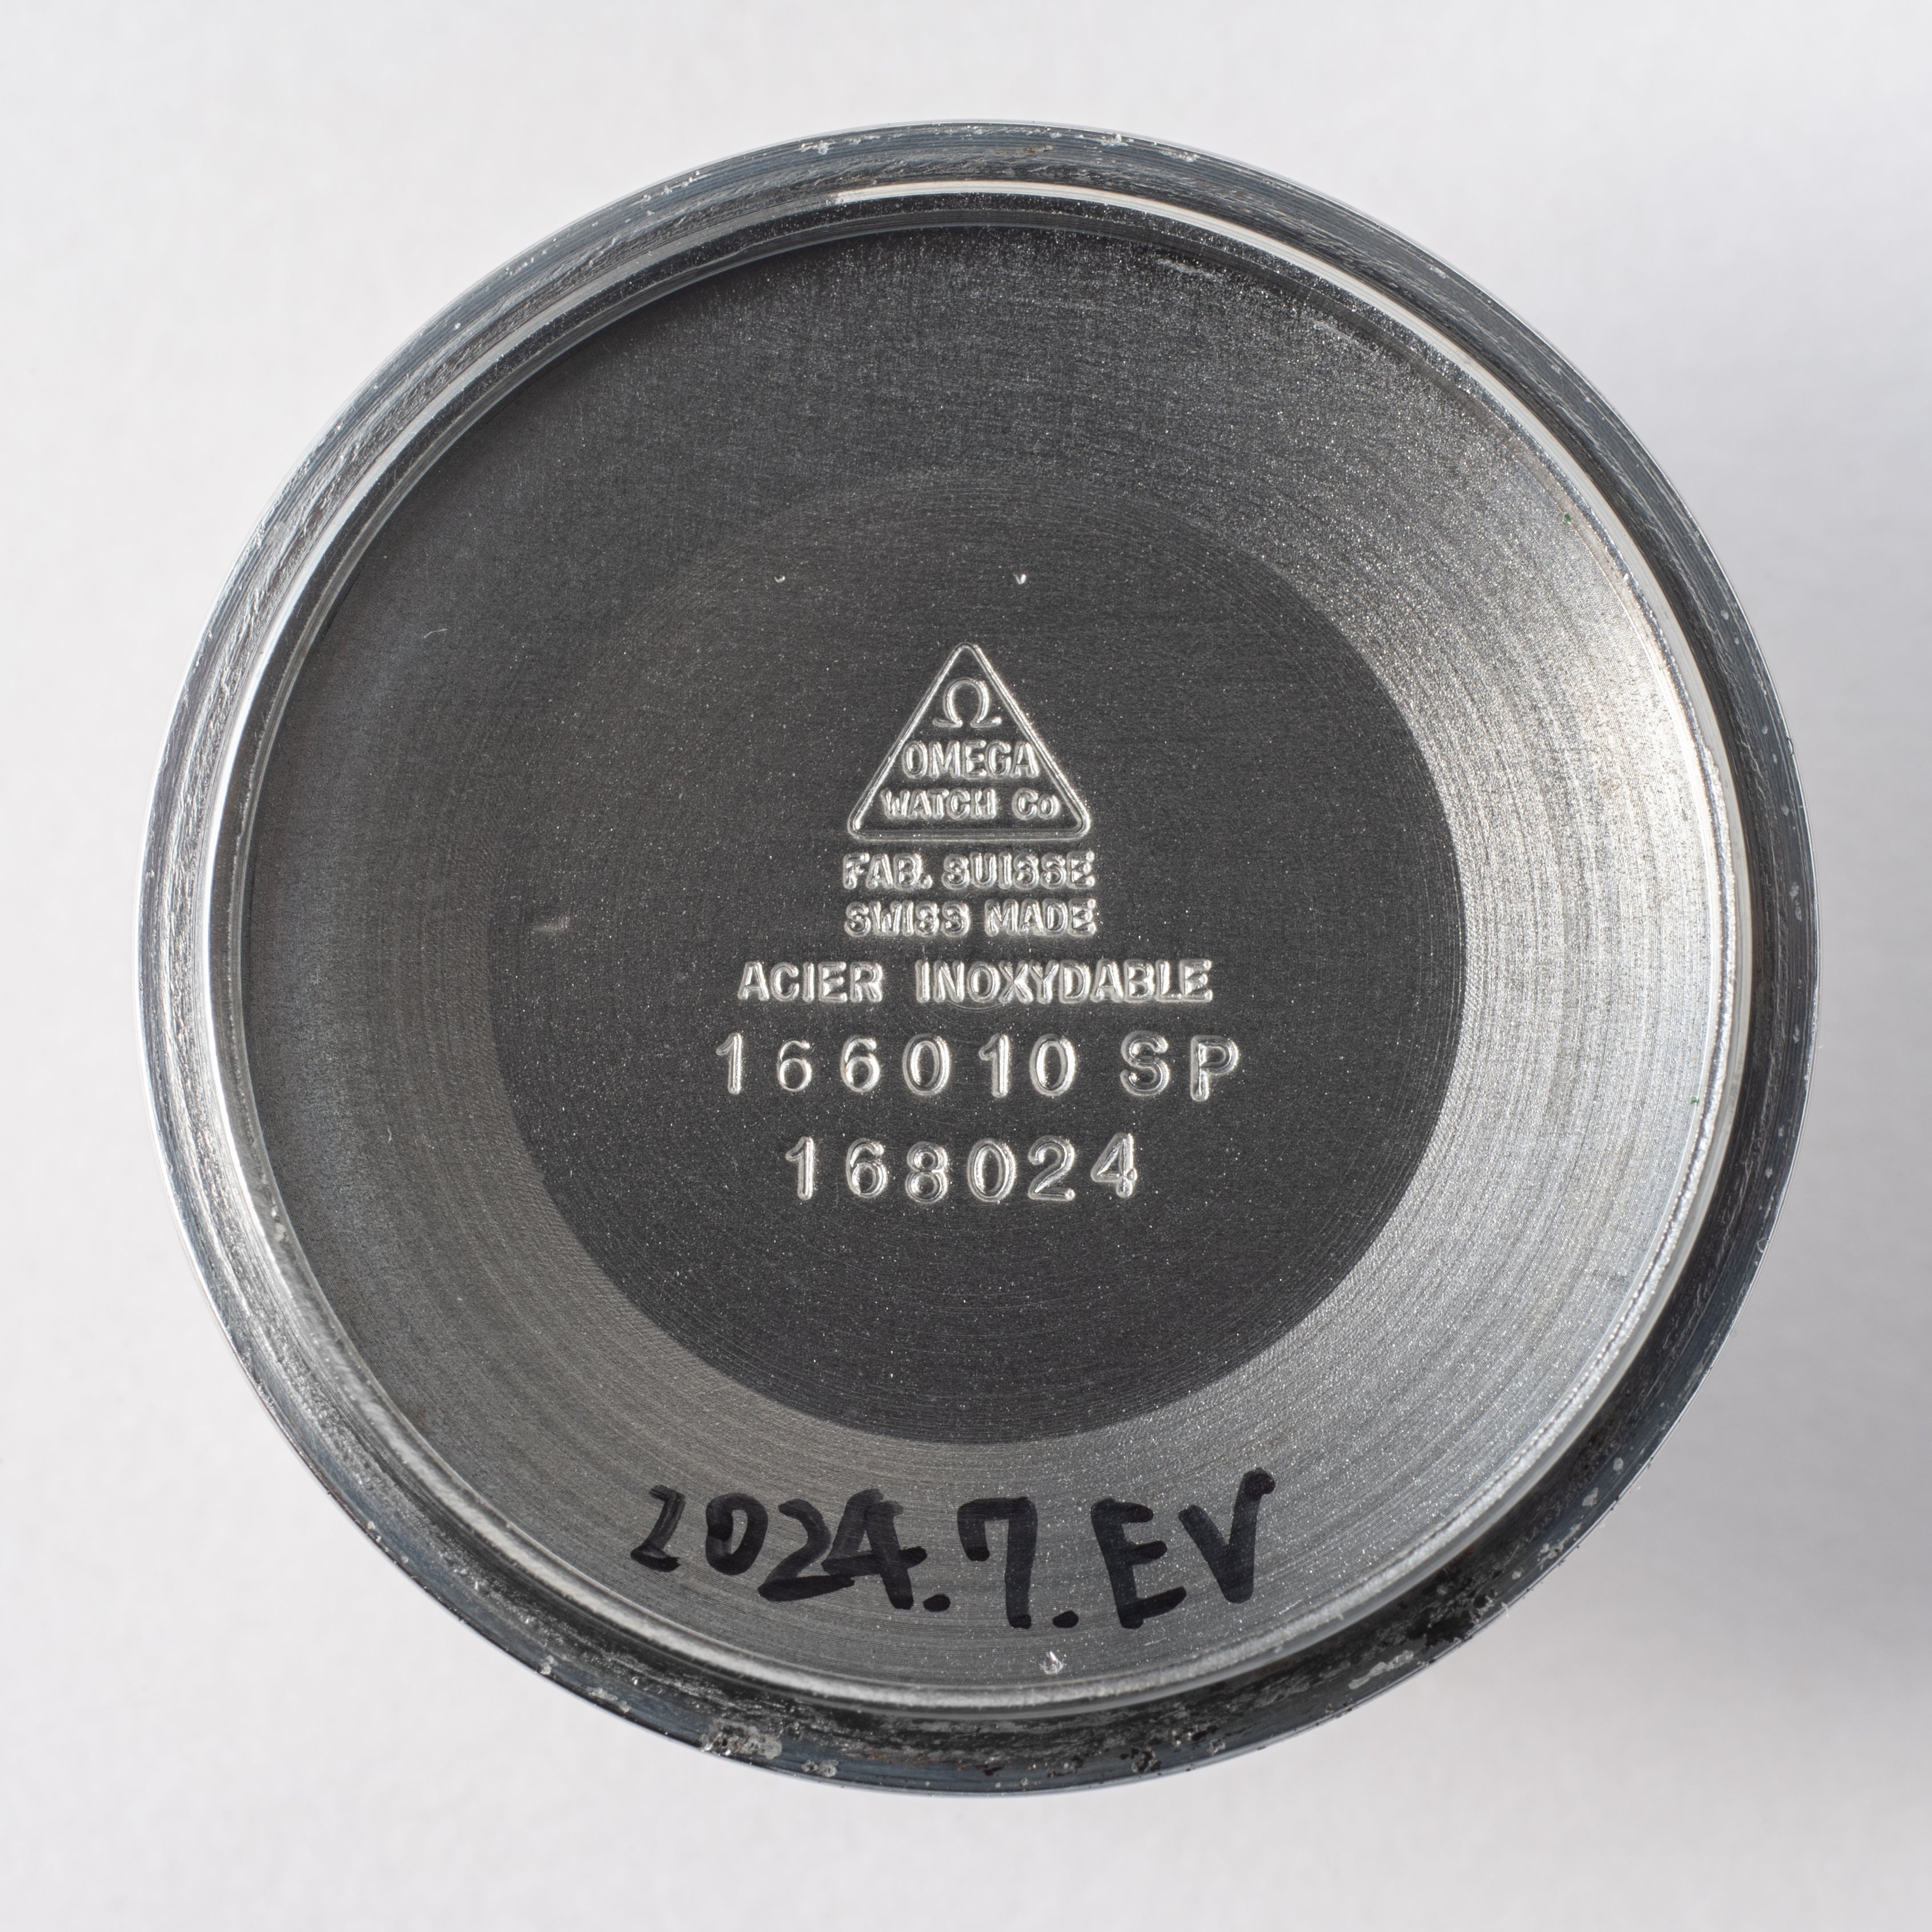 Ω
OMEGA
WATCH Co
FAB. SUISSE
SWISS MADE
ACIER INOXYDABLE
166010 SP
168024
2024.7.EV